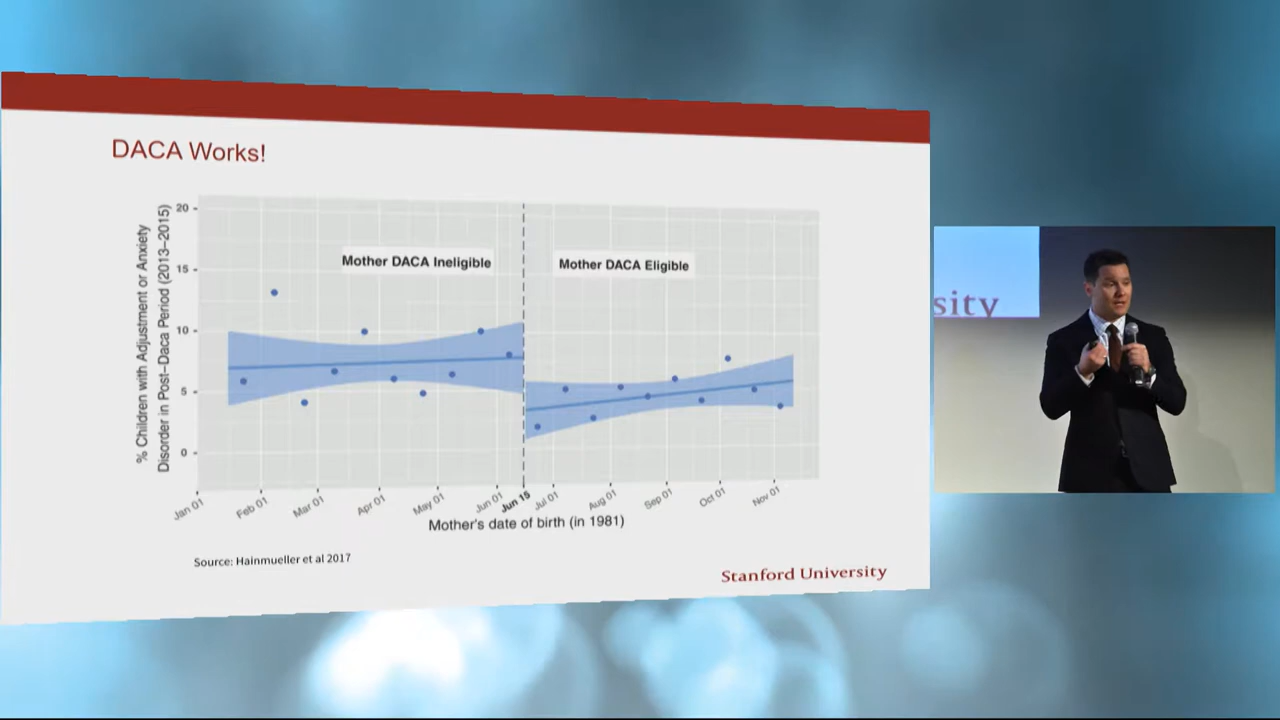 DACA Works!
% Children with Adjustment or Anxiety
Disorder in Post–Daca Period (2013–2015)
20
15
10
5
0
Mother DACA Ineligible
Mother DACA Eligible
Jan 01
Feb 01
Mar 01
Apr 01
May 01
Jun 01
Jun 15
Jul 01
Aug 01
Sep 01
Oct 01
Nov 01
Mother's date of birth (in 1981)
Source: Hainmueller et al 2017
Stanford University
sity